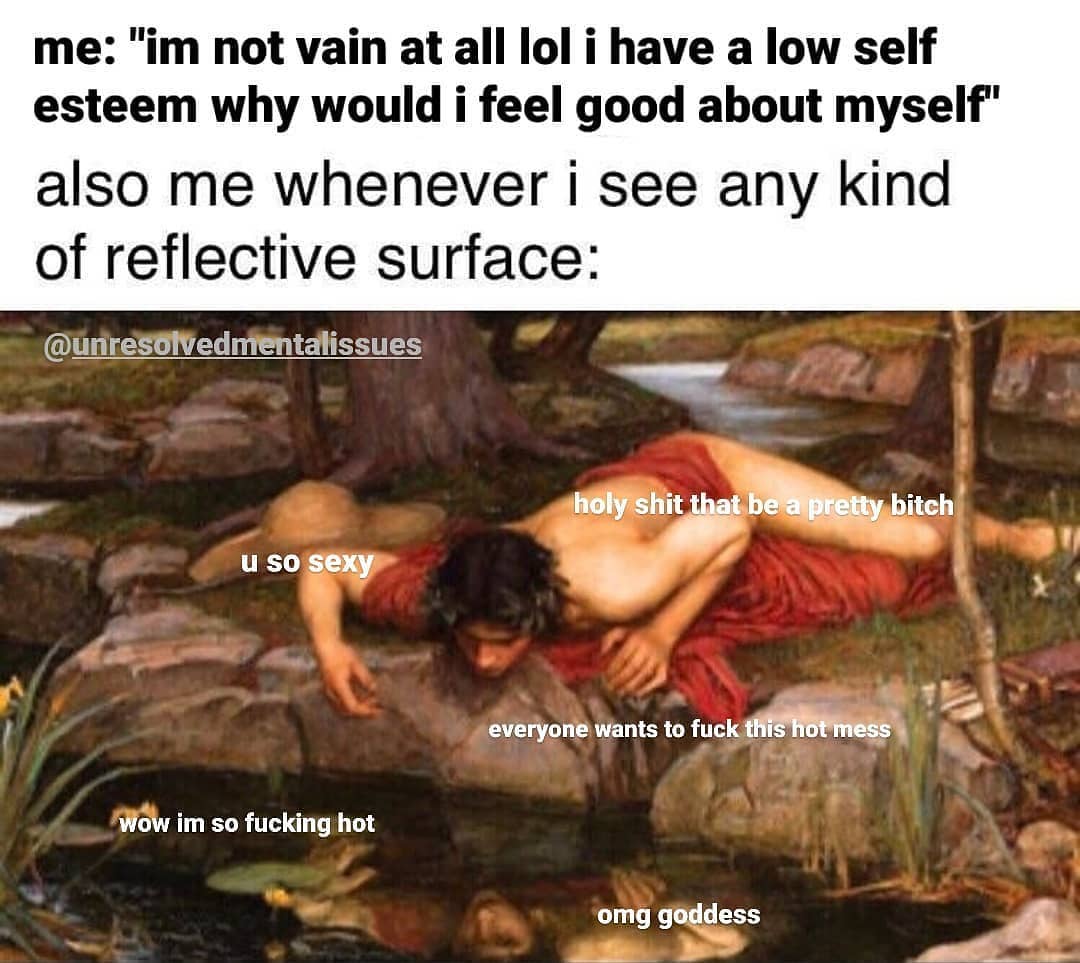 me: "im not vain at all lol i have a low self
esteem why would i feel good about myself"
also me whenever i see any kind
of reflective surface:
@unresolvedmentalissues
holy shit that be a pretty bitch
u so sexy
everyone wants to fuck this hot mess
wow im so fucking hot
omg goddess